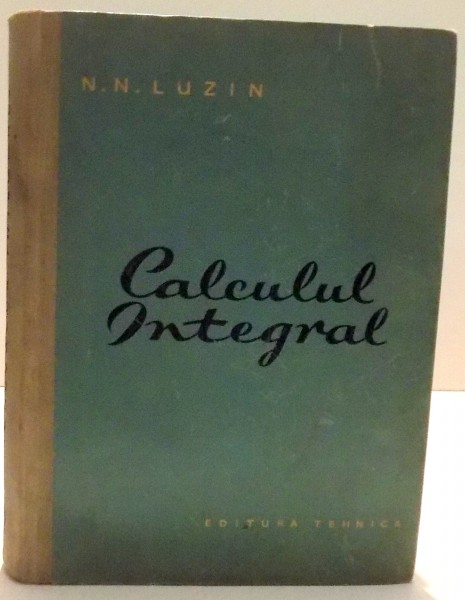 N. N. LUZIN
Calculul
Integral
EDITURA TEHNICA